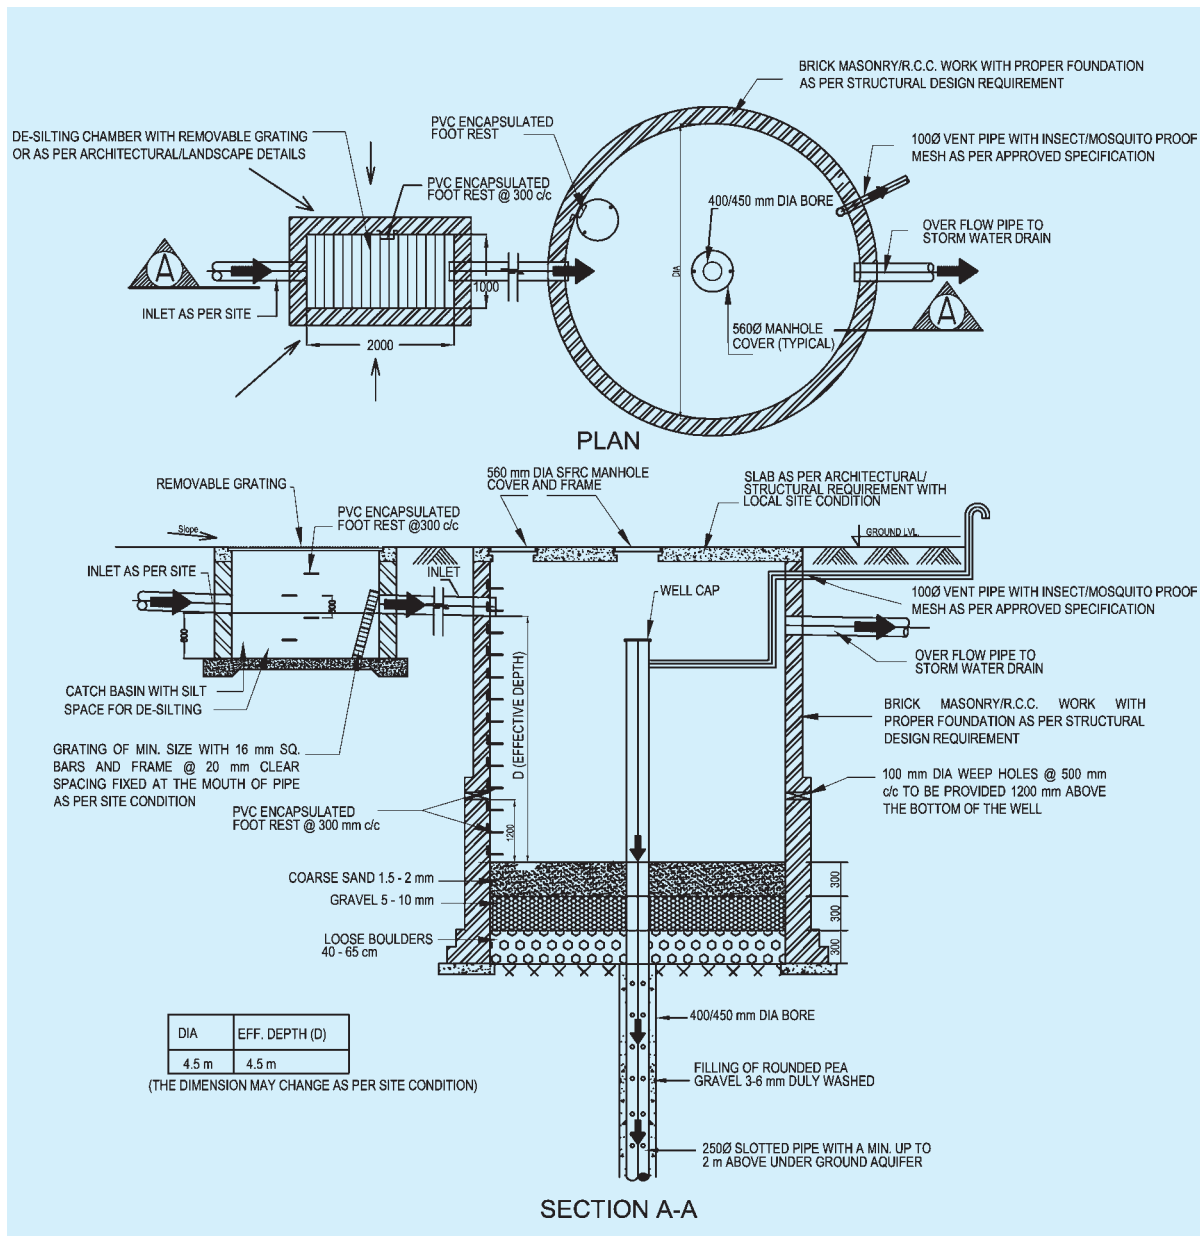 BRICK MASONRY/R.C.C. WORK WITH PROPER FOUNDATION
AS PER STRUCTURAL DESIGN REQUIREMENT
PVC ENCAPSULATED
FOOT REST
DE-SILTING CHAMBER WITH REMOVABLE GRATING
OR AS PER ARCHITECTURAL/LANDSCAPE DETAILS
100Ø VENT PIPE WITH INSECT/MOSQUITO PROOF
MESH AS PER APPROVED SPECIFICATION
PVC ENCAPSULATED
FOOT REST @ 300 c/c
400/450 mm DIA BORE
OVER FLOW PIPE TO
STORM WATER DRAIN
A
DIA
1000
A
INLET AS PER SITE
560Ø MANHOLE
COVER (TYPICAL)
2000
PLAN
REMOVABLE GRATING
560 mm DIA SFRC MANHOLE
COVER AND FRAME
SLAB AS PER ARCHITECTURAL/
STRUCTURAL REQUIREMENT WITH
LOCAL SITE CONDITION
PVC ENCAPSULATED
FOOT REST @300 c/c
Slope
GROUND LVL.
INLET AS PER SITE
INLET
WELL CAP
100Ø VENT PIPE WITH INSECT/MOSQUITO PROOF
MESH AS PER APPROVED SPECIFICATION
300
OVER FLOW PIPE TO
STORM WATER DRAIN
CATCH BASIN WITH SILT
SPACE FOR DE-SILTING
D (EFFECTIVE DEPTH)
BRICK MASONRY/R.C.C. WORK WITH
PROPER FOUNDATION AS PER STRUCTURAL
DESIGN REQUIREMENT
GRATING OF MIN. SIZE WITH 16 mm SQ.
BARS AND FRAME @ 20 mm CLEAR
SPACING FIXED AT THE MOUTH OF PIPE
AS PER SITE CONDITION
100 mm DIA WEEP HOLES @ 500 mm
c/c TO BE PROVIDED 1200 mm ABOVE
THE BOTTOM OF THE WELL
PVC ENCAPSULATED
FOOT REST @ 300 mm c/c
1200
COARSE SAND 1.5 - 2 mm
300
GRAVEL 5 - 10 mm
300
LOOSE BOULDERS
40 - 65 cm
300
400/450 mm DIA BORE
DIA EFF. DEPTH (D)
4.5 m 4.5 m
(THE DIMENSION MAY CHANGE AS PER SITE CONDITION)
FILLING OF ROUNDED PEA
GRAVEL 3-6 mm DULY WASHED
250Ø SLOTTED PIPE WITH A MIN. UP TO
2 m ABOVE UNDER GROUND AQUIFER
SECTION A-A